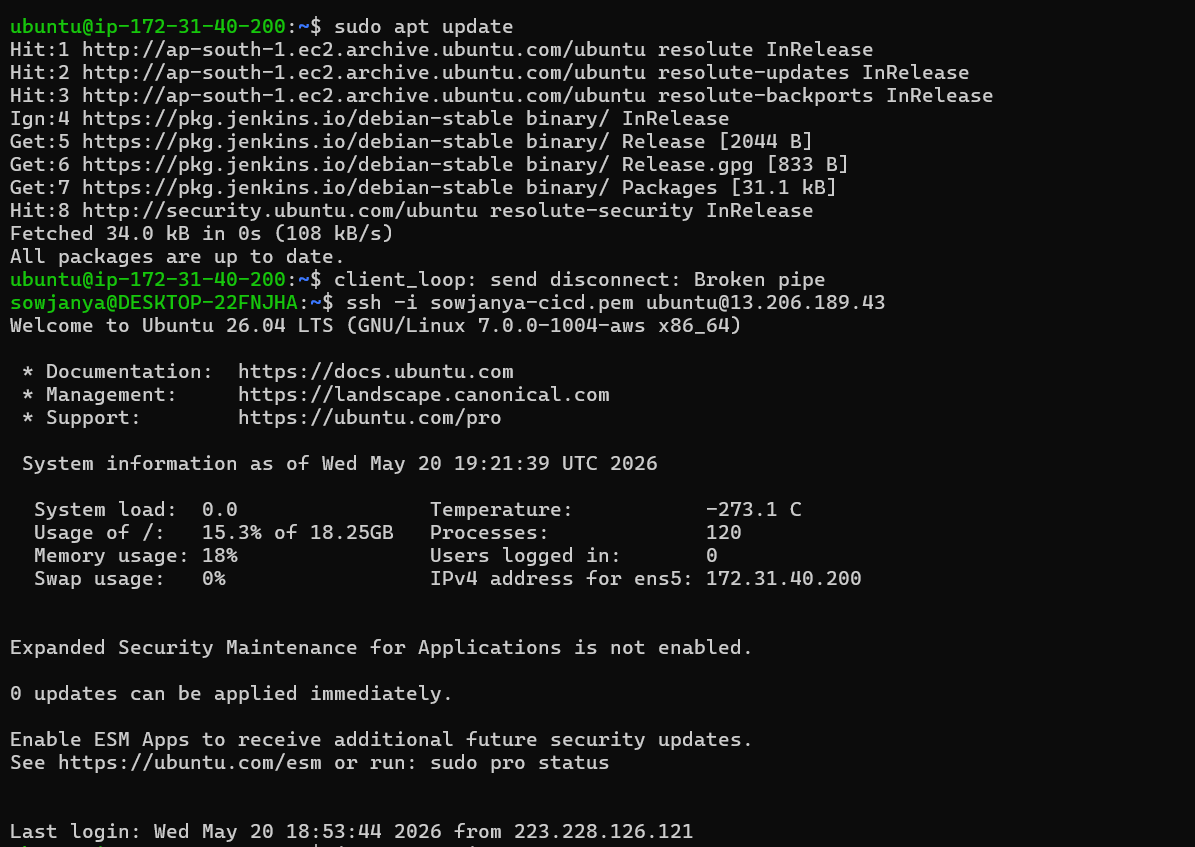 ubuntu@ip-172-31-40-200:~$ sudo apt update
Hit:1 http://ap-south-1.ec2.archive.ubuntu.com/ubuntu resolute InRelease
Hit:2 http://ap-south-1.ec2.archive.ubuntu.com/ubuntu resolute-updates InRelease
Hit:3 http://ap-south-1.ec2.archive.ubuntu.com/ubuntu resolute-backports InRelease
Ign:4 https://pkg.jenkins.io/debian-stable binary/ InRelease
Get:5 https://pkg.jenkins.io/debian-stable binary/ Release [2044 B]
Get:6 https://pkg.jenkins.io/debian-stable binary/ Release.gpg [833 B]
Get:7 https://pkg.jenkins.io/debian-stable binary/ Packages [31.1 kB]
Hit:8 http://security.ubuntu.com/ubuntu resolute-security InRelease
Fetched 34.0 kB in 0s (108 kB/s)
All packages are up to date.
ubuntu@ip-172-31-40-200:~$ client_loop: send disconnect: Broken pipe
sowjanya@DESKTOP-22FNJHA:~$ ssh -i sowjanya-cicd.pem ubuntu@13.206.189.43
Welcome to Ubuntu 26.04 LTS (GNU/Linux 7.0.0-1004-aws x86_64)
* Documentation:  https://docs.ubuntu.com
* Management:     https://landscape.canonical.com
* Support:        https://ubuntu.com/pro
System information as of Wed May 20 19:21:39 UTC 2026
System load:  0.0                Temperature:           -273.1 C
Usage of /:   15.3% of 18.25GB   Processes:             120
Memory usage: 18%                Users logged in:       0
Swap usage:   0%                 IPv4 address for ens5: 172.31.40.200
Expanded Security Maintenance for Applications is not enabled.
0 updates can be applied immediately.
Enable ESM Apps to receive additional future security updates.
See https://ubuntu.com/esm or run: sudo pro status
Last login: Wed May 20 18:53:44 2026 from 223.228.126.121